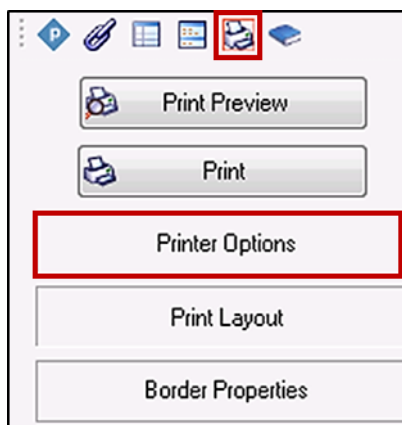 P
Print Preview
Print
Printer Options
Print Layout
Border Properties